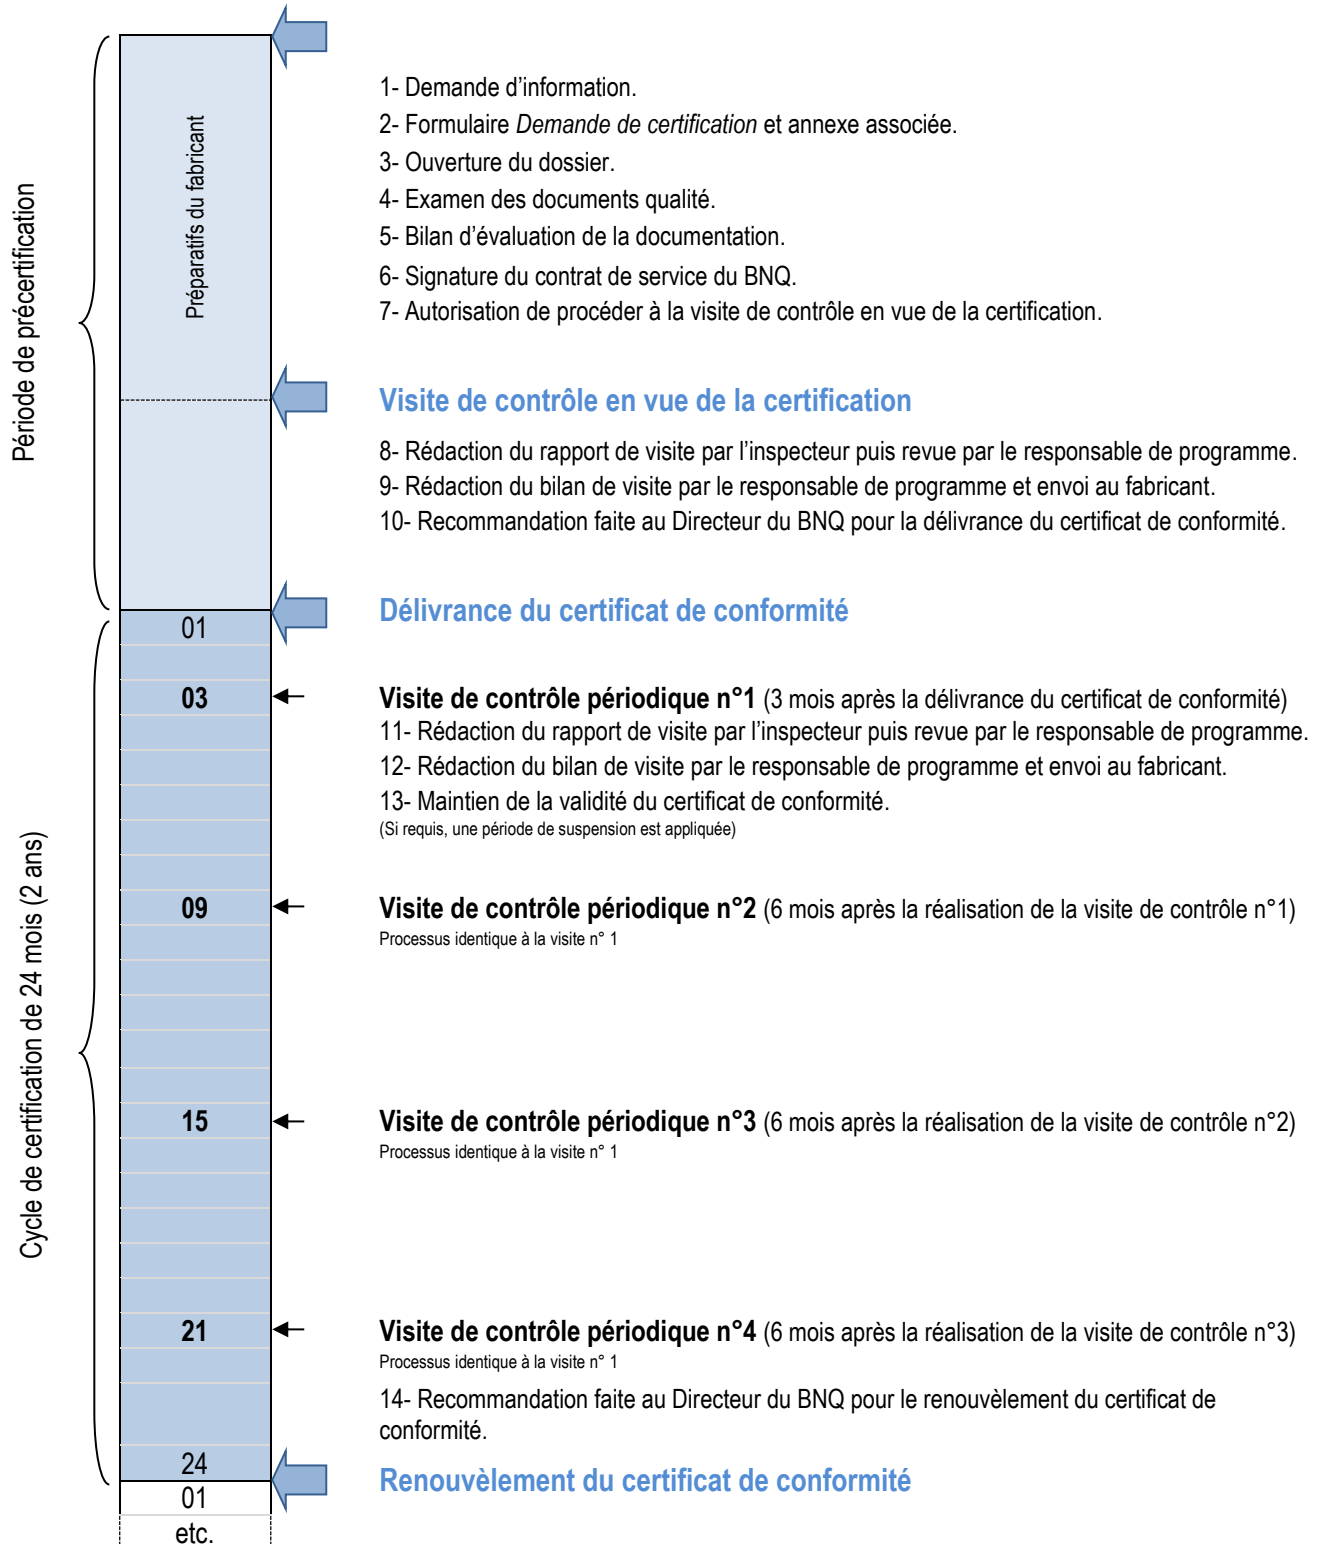 Période de précertification
Préparatifs du fabricant
1- Demande d’information.
2- Formulaire Demande de certification et annexe associée.
3- Ouverture du dossier.
4- Examen des documents qualité.
5- Bilan d’évaluation de la documentation.
6- Signature du contrat de service du BNQ.
7- Autorisation de procéder à la visite de contrôle en vue de la certification.
Visite de contrôle en vue de la certification
8- Rédaction du rapport de visite par l’inspecteur puis revue par le responsable de programme.
9- Rédaction du bilan de visite par le responsable de programme et envoi au fabricant.
10- Recommandation faite au Directeur du BNQ pour la délivrance du certificat de conformité.
Délivrance du certificat de conformité
Cycle de certification de 24 mois (2 ans)
01
03
Visite de contrôle périodique n°1 (3 mois après la délivrance du certificat de conformité)
11- Rédaction du rapport de visite par l’inspecteur puis revue par le responsable de programme.
12- Rédaction du bilan de visite par le responsable de programme et envoi au fabricant.
13- Maintien de la validité du certificat de conformité.
(Si requis, une période de suspension est appliquée)
09
Visite de contrôle périodique n°2 (6 mois après la réalisation de la visite de contrôle n°1)
Processus identique à la visite n° 1
15
Visite de contrôle périodique n°3 (6 mois après la réalisation de la visite de contrôle n°2)
Processus identique à la visite n° 1
21
Visite de contrôle périodique n°4 (6 mois après la réalisation de la visite de contrôle n°3)
Processus identique à la visite n° 1
14- Recommandation faite au Directeur du BNQ pour le renouvèlement du certificat de
conformité.
24
Renouvèlement du certificat de conformité
01
etc.